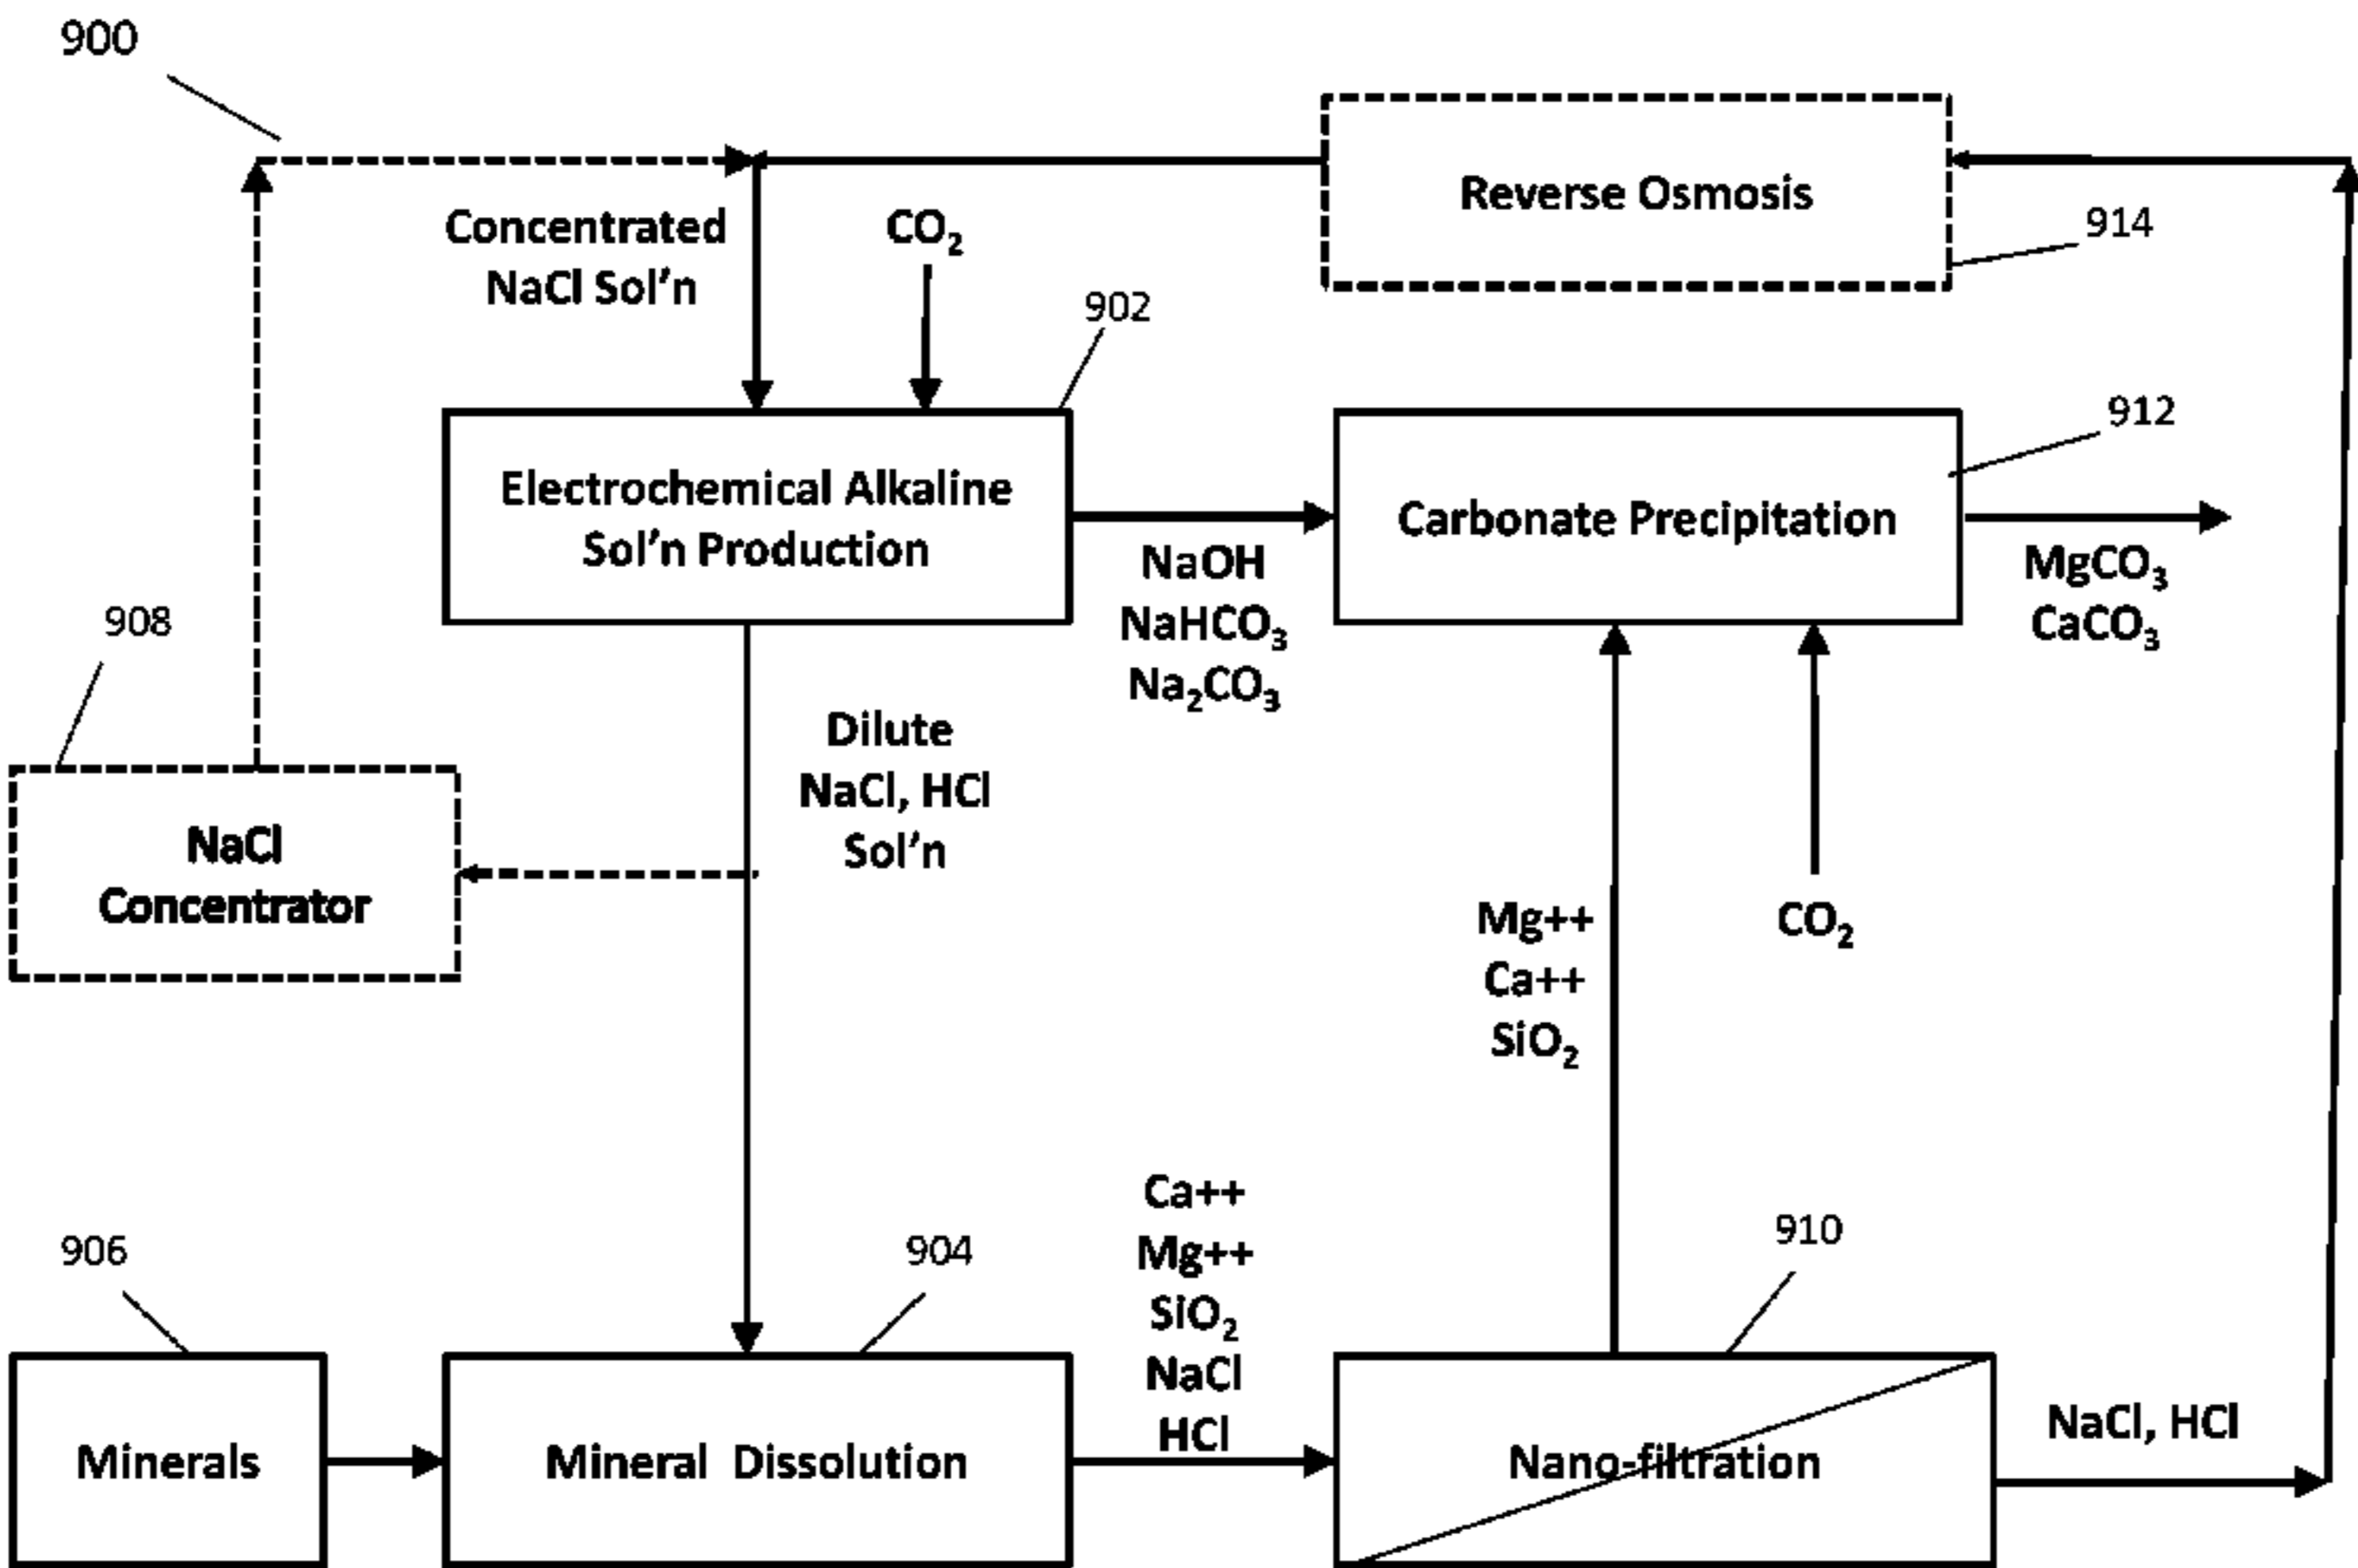 900
Reverse Osmosis
914
Concentrated
NaCl Sol’n
CO₂
902
Electrochemical Alkaline
Sol’n Production
912
Carbonate Precipitation
NaOH
NaHCO₃
Na₂CO₃
MgCO₃
CaCO₃
908
NaCl
Concentrator
Dilute
NaCl, HCl
Sol’n
Mg++
Ca++
SiO₂
CO₂
906
Minerals
904
Mineral Dissolution
Ca++
Mg++
SiO₂
NaCl
HCl
910
Nano-filtration
NaCl, HCl